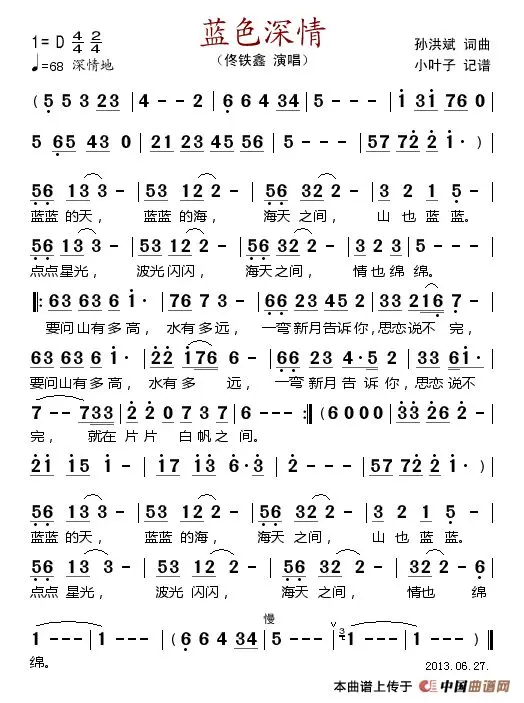 蓝色深情
1=D 4/4 2/4
♩=68 深情地
（佟铁鑫 演唱）
孙洪斌 词曲
小叶子 记谱
( 5 5 3 23 | 4 - - 2 | 6 6 4 34 | 5 - - - | 1 31 76 0 |
5 65 43 0 | 21 23 45 56 | 5 - - - | 57 72 2 1· )|
56 13 3 - | 53 12 2 - | 56 32 2 - | 3 2 1 5 - |
蓝蓝 的天， 蓝蓝 的海， 海天 之间， 山 也 蓝 蓝。
56 13 3 - | 53 12 2 - | 56 32 2 - | 3 2 3 5 - |
点点 星光， 波光 闪闪， 海天 之间， 情 也 绵 绵。
‖: 63 63 6 1· | 76 7 3 - | 66 23 45 2 | 33 216 7 - |
要问 山有 多 高， 水有 多 远， 一弯 新月 告诉 你，思恋 说不 完，
63 63 6 1· | 22 176 6 - | 66 23 4·5 2 | 33 61· |
要问 山有 多 高， 水有 多 远， 一弯 新月 告 诉 你，思恋 说不
7 - - 733 | 2 2 0 7 3 7 | 6 - - - :‖ ( 6 0 0 0 | 33 26 2 - |
完， 就在 片 片 白 帆 之 间。
21 15 1 - | 17 13 6·3 | 2 - - - | 57 72 2 1· )|
56 13 3 - | 53 12 2 - | 56 32 2 - | 3 2 1 5 - |
蓝蓝 的天， 蓝蓝 的海， 海天 之间， 山 也 蓝 蓝。
56 13 3 - | 53 12 2 - | 56 32 2 - | 32 2 - 6 |
点点 星光， 波光 闪闪， 海天 之间， 情也 绵
慢
1 - - - | 1 - - - | ( 6 6 4 34 | 5 - - - | 1 - - - | 1 - - - )‖
绵。
2013.06.27.
本曲谱上传于 中国曲谱网